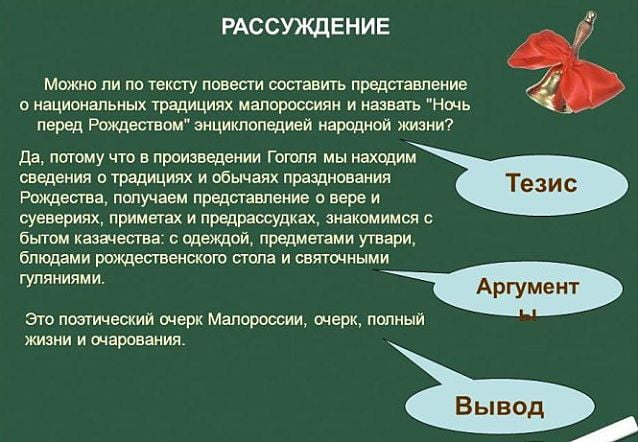 РАССУЖДЕНИЕ
Можно ли по тексту повести составить представление
о национальных традициях малороссиян и назвать "Ночь
перед Рождеством" энциклопедией народной жизни?
Да, потому что в произведении Гоголя мы находим
сведения о традициях и обычаях празднования
Рождества, получаем представление о вере и
суевериях, приметах и предрассудках, знакомимся с
бытом казачества: с одеждой, предметами утвари,
блюдами рождественского стола и святочными
гуляниями.
Это поэтический очерк Малороссии, очерк, полный
жизни и очарования.
Тезис
Аргумент
ы
Вывод